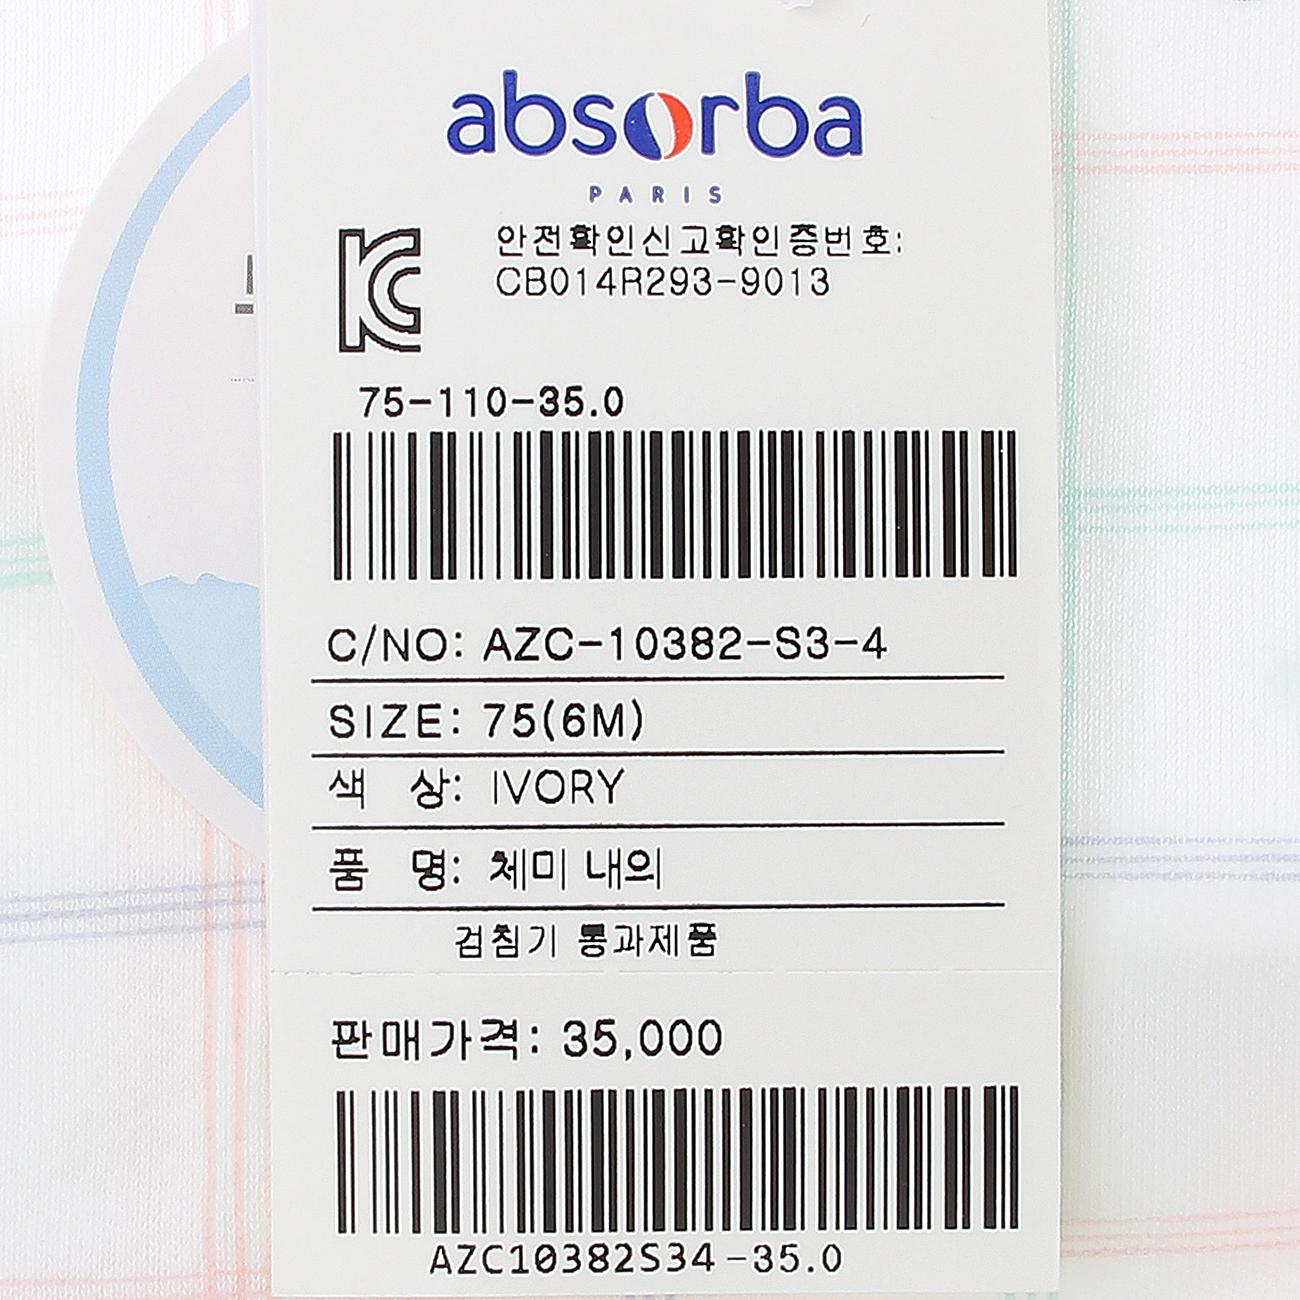 absorba
PARIS
안전확인신고확인증번호:
CB014R293-9013
75-110-35.0
C/NO: AZC-10382-S3-4
SIZE: 75(6M)
색 상: IVORY
품 명: 체미 내의
검침기 통과제품
판매가격: 35,000
AZC10382S34-35.0